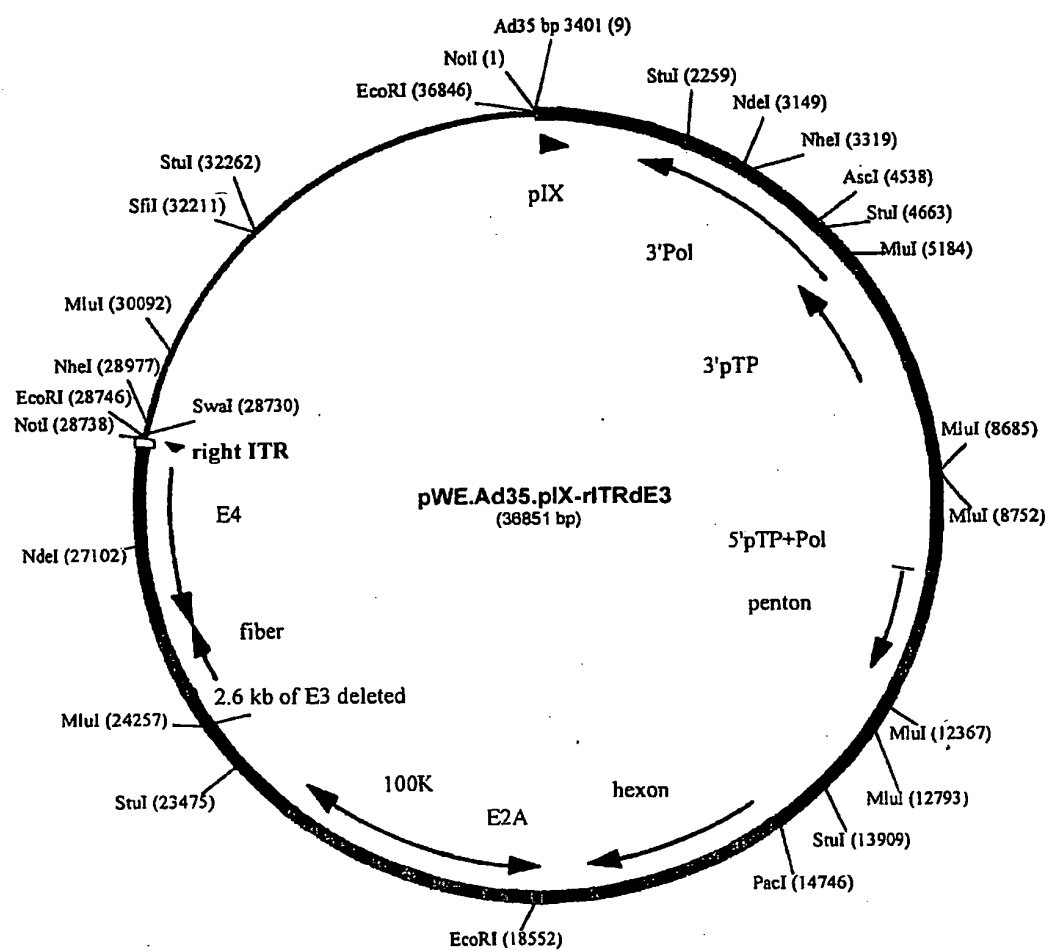 Ad35 bp 3401 (9)
NotI (1)
EcoRI (36846)
StuI (2259)
NdeI (3149)
NheI (3319)
AscI (4538)
StuI (4663)
MluI (5184)
StuI (32262)
SfiI (32211)
pIX
3'Pol
3'pTP
MluI (30092)
NheI (28977)
EcoRI (28746)
NotI (28738)
SwaI (28730)
right ITR
MluI (8685)
MluI (8752)
pWE.Ad35.pIX-rITRdE3
(36851 bp)
E4
5'pTP+Pol
NdeI (27102)
penton
fiber
2.6 kb of E3 deleted
MluI (24257)
MluI (12367)
MluI (12793)
StuI (23475)
100K
E2A
hexon
StuI (13909)
PacI (14746)
EcoRI (18552)